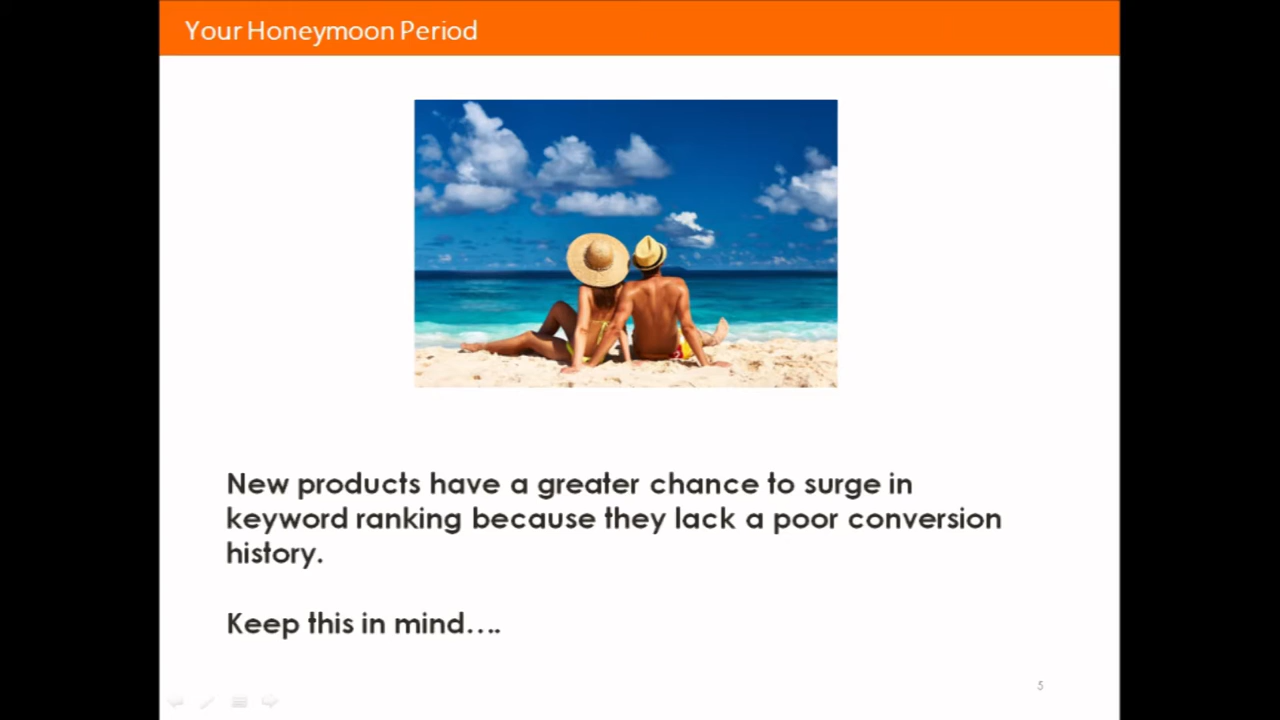 Your Honeymoon Period
New products have a greater chance to surge in
keyword ranking because they lack a poor conversion
history.
Keep this in mind….
5